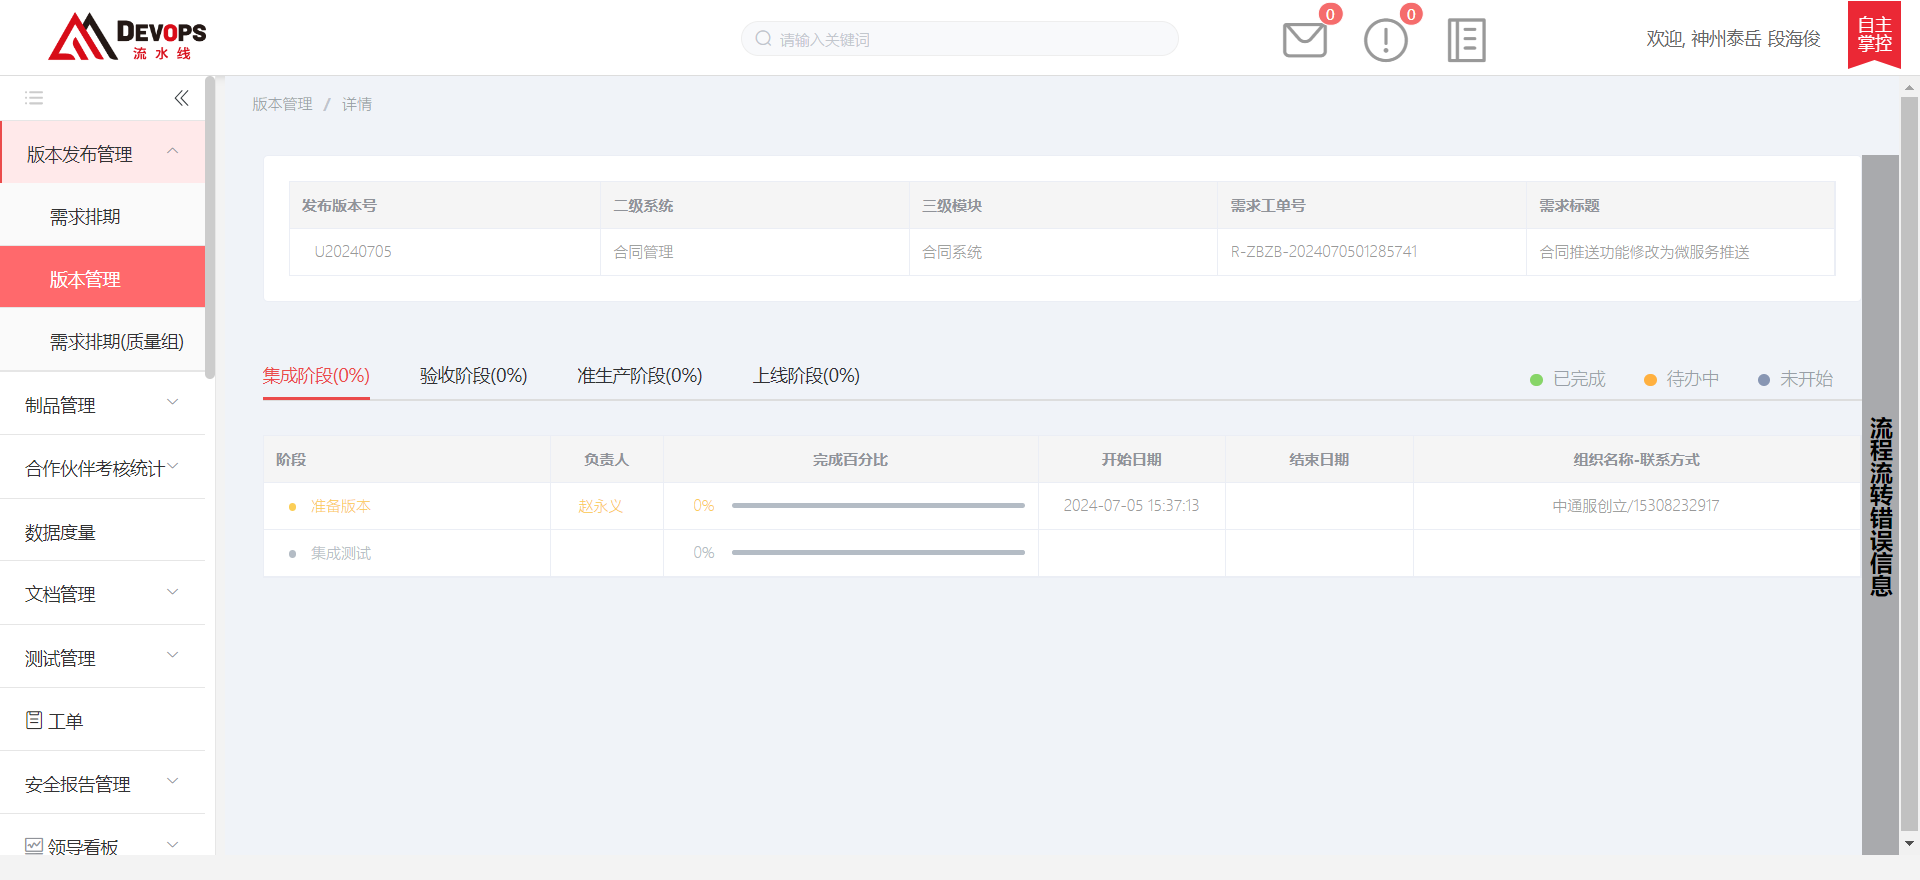 DEVOPS
流水线
请输入关键词
0
0
欢迎, 神州泰岳 段海俊
自主
掌控
版本发布管理
需求排期
版本管理
需求排期(质量组)
制品管理
合作伙伴考核统计
数据度量
文档管理
测试管理
工单
安全报告管理
领导看板
版本管理 / 详情
发布版本号 二级系统 三级模块 需求工单号 需求标题
U20240705 合同管理 合同系统 R-ZBZB-2024070501285741 合同推送功能修改为微服务推送
集成阶段(0%) 验收阶段(0%) 准生产阶段(0%) 上线阶段(0%)
已完成 待办中 未开始
阶段 负责人 完成百分比 开始日期 结束日期 组织名称-联系方式
准备版本 赵永义 0% 2024-07-05 15:37:13 中通服创立/15308232917
集成测试 0%
流程流转错误信息